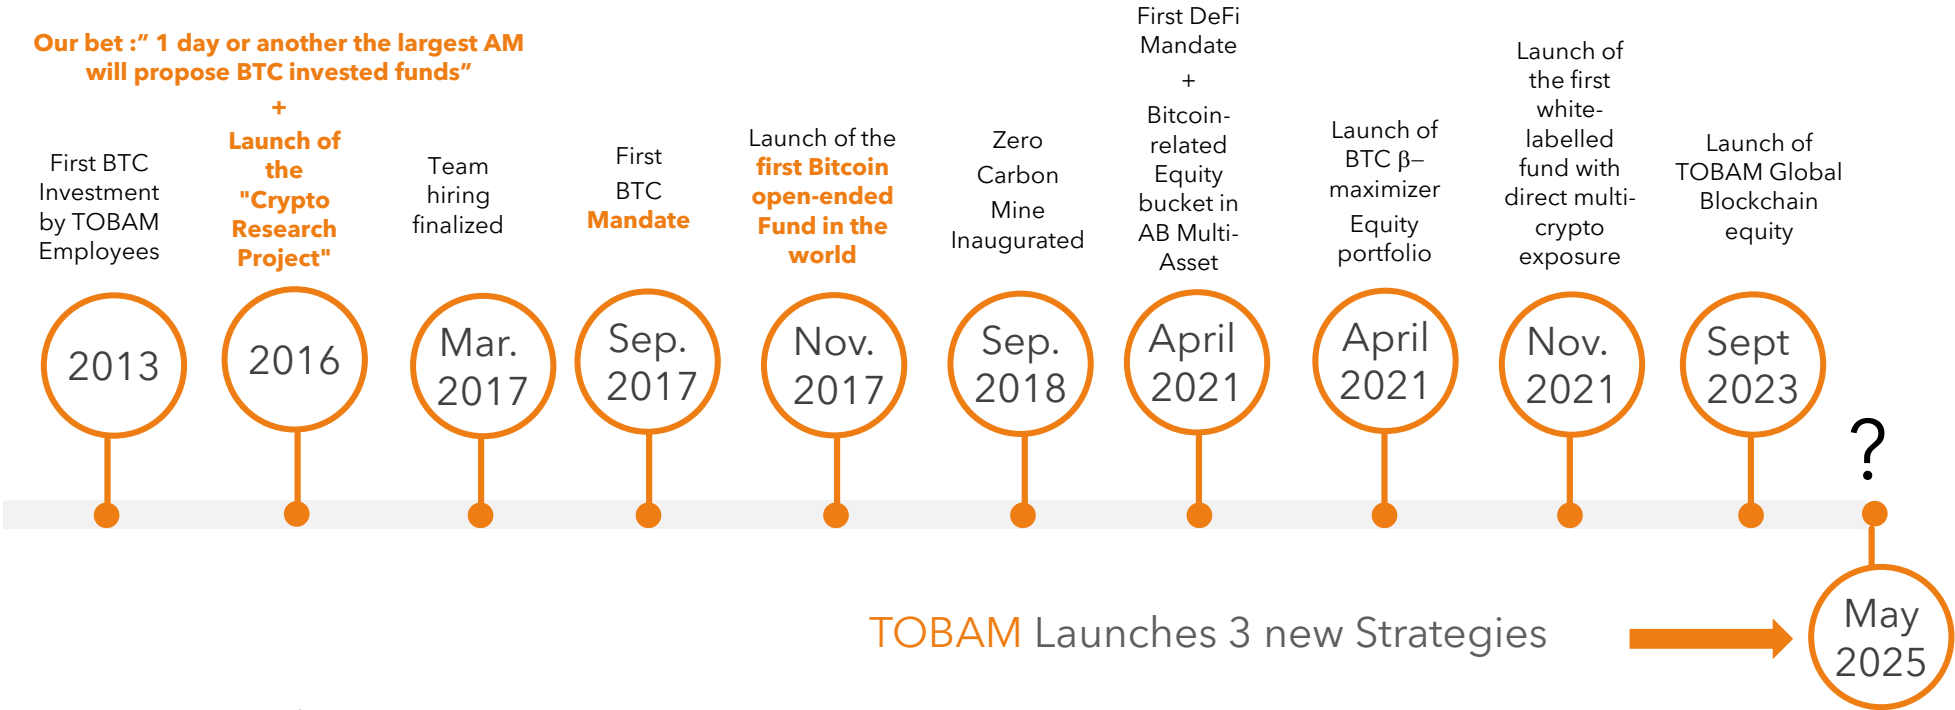 Our bet :” 1 day or another the largest AM
will propose BTC invested funds”
+
Launch of
the
"Crypto
Research
Project"
First BTC
Investment
by TOBAM
Employees
Team
hiring
finalized
First
BTC
Mandate
Launch of the
first Bitcoin
open-ended
Fund in the
world
Zero
Carbon
Mine
Inaugurated
First DeFi
Mandate
+
Bitcoin-
related
Equity
bucket in
AB Multi-
Asset
Launch of
BTC β–
maximizer
Equity
portfolio
Launch of
the first
white-
labelled
fund with
direct multi-
crypto
exposure
Launch of
TOBAM Global
Blockchain
equity
2013
2016
Mar.
2017
Sep.
2017
Nov.
2017
Sep.
2018
April
2021
April
2021
Nov.
2021
Sept
2023
?
TOBAM Launches 3 new Strategies
May
2025